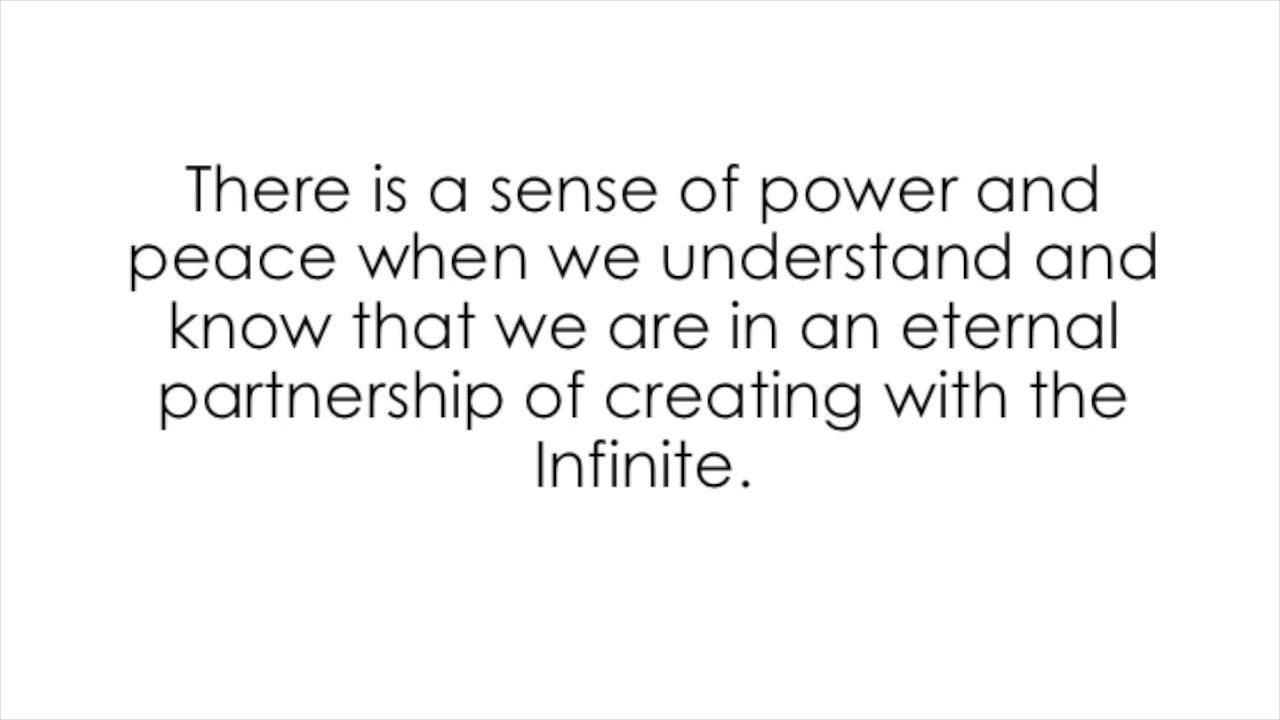 There is a sense of power and
peace when we understand and
know that we are in an eternal
partnership of creating with the
Infinite.